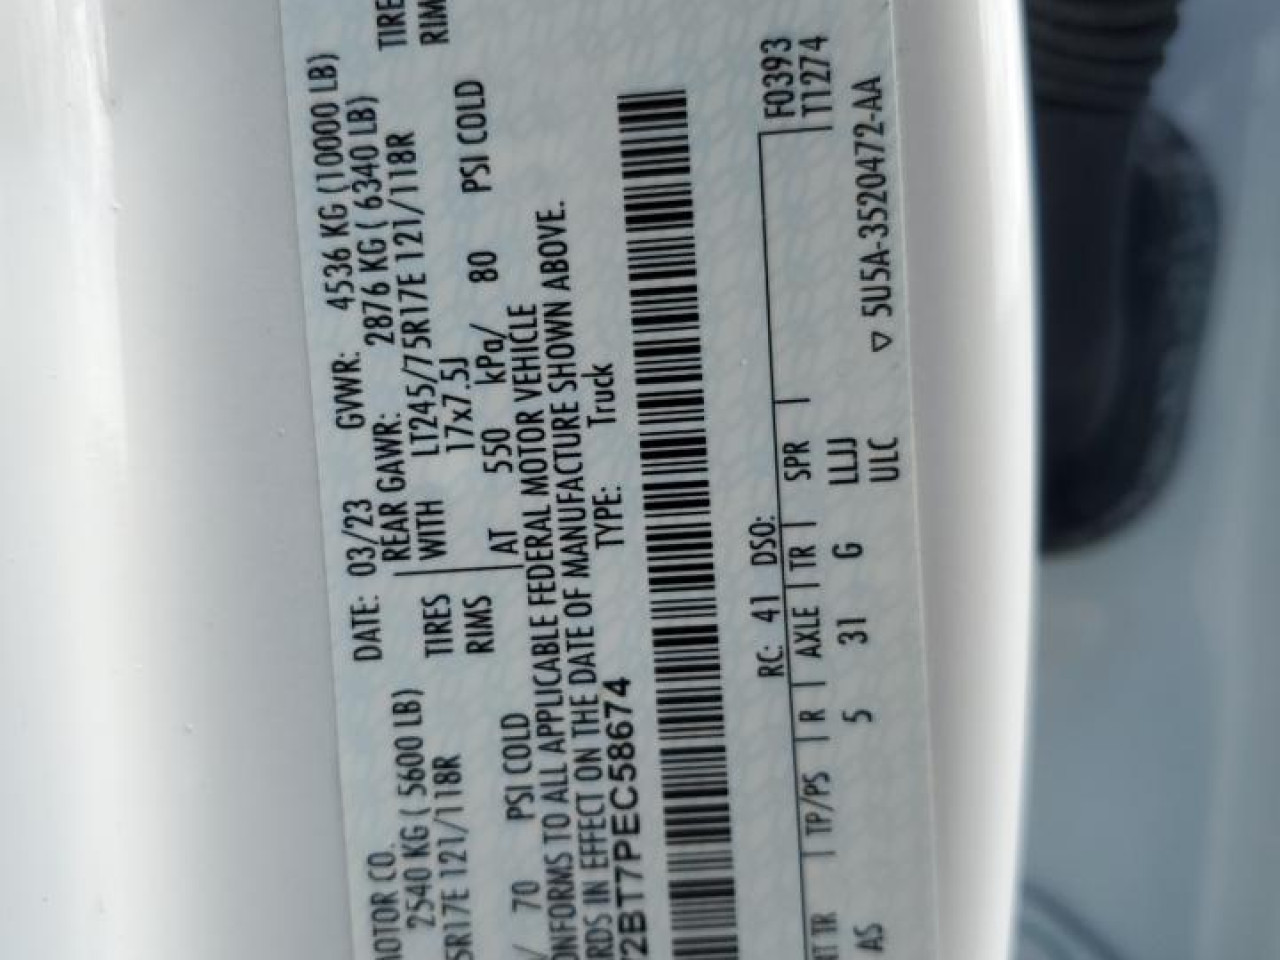 MOTOR CO. DATE: 03/23 GVWR: 4536 KG (10000 LB)
2540 KG ( 5600 LB) REAR GAWR: 2876 KG ( 6340 LB) TIRE
5R17E 121/118R TIRES WITH LT245/75R17E 121/118R RIM
RIMS 17x7.5J
/ 70 PSI COLD AT 550 kPa/ 80 PSI COLD
ONFORMS TO ALL APPLICABLE FEDERAL MOTOR VEHICLE
RDS IN EFFECT ON THE DATE OF MANUFACTURE SHOWN ABOVE.
72BT7PEC58674 TYPE: Truck
RC: 41 DSO: F0393
NT TR TP/PS R AXLE TR SPR T1274
AS 5 31 G LLJJ
ULC ▽ 5U5A-3520472-AA